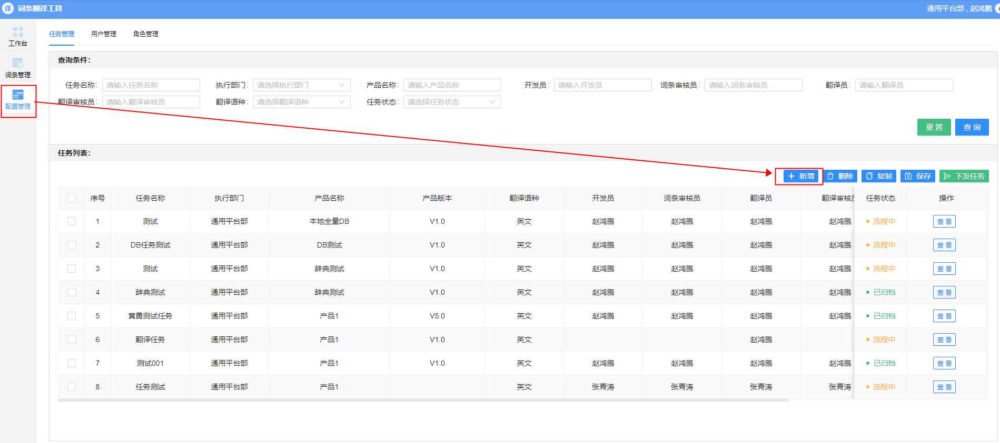 译 词条翻译工具 通用平台部 , 赵鸿鹏
工作台
词条管理
SYS
配置管理
任务管理 用户管理 角色管理
查询条件：
任务名称： 请输入任务名称 执行部门： 请选择执行部门 产品名称： 请输入产品名称 开发员： 请输入开发员 词条审核员： 请输入词条审核员 翻译员： 请输入翻译员
翻译审核员： 请输入翻译审核员 翻译语种： 请选择翻译语种 任务状态： 请选择任务状态
重 置 查 询
任务列表：
新增 删除 复制 保存 下发任务
序号 任务名称 执行部门 产品名称 产品版本 翻译语种 开发员 词条审核员 翻译员 翻译审核员 任务状态 操作
1 测试 通用平台部 本地全量DB V1.0 英文 赵鸿鹏 赵鸿鹏 赵鸿鹏 赵鸿鹏 流程中 查 看
2 DB任务测试 通用平台部 DB测试 V1.0 英文 赵鸿鹏 赵鸿鹏 赵鸿鹏 赵鸿鹏 流程中 查 看
3 测试 通用平台部 辞典测试 V1.0 英文 赵鸿鹏 赵鸿鹏 赵鸿鹏 赵鸿鹏 流程中 查 看
4 辞典测试 通用平台部 辞典测试 V1.0 英文 赵鸿鹏 赵鸿鹏 赵鸿鹏 赵鸿鹏 已归档 查 看
5 黄勇测试任务 通用平台部 产品1 V5.0 英文 赵鸿鹏 赵鸿鹏 赵鸿鹏 赵鸿鹏 已归档 查 看
6 翻译任务 通用平台部 产品1 V1.0 英文 赵鸿鹏 流程中 查 看
7 测试001 通用平台部 产品1 V1.0 英文 赵鸿鹏 赵鸿鹏 赵鸿鹏 赵鸿鹏 已归档 查 看
8 任务测试 通用平台部 产品1 英文 张青涛 张青涛 张青涛 张青涛 流程中 查 看